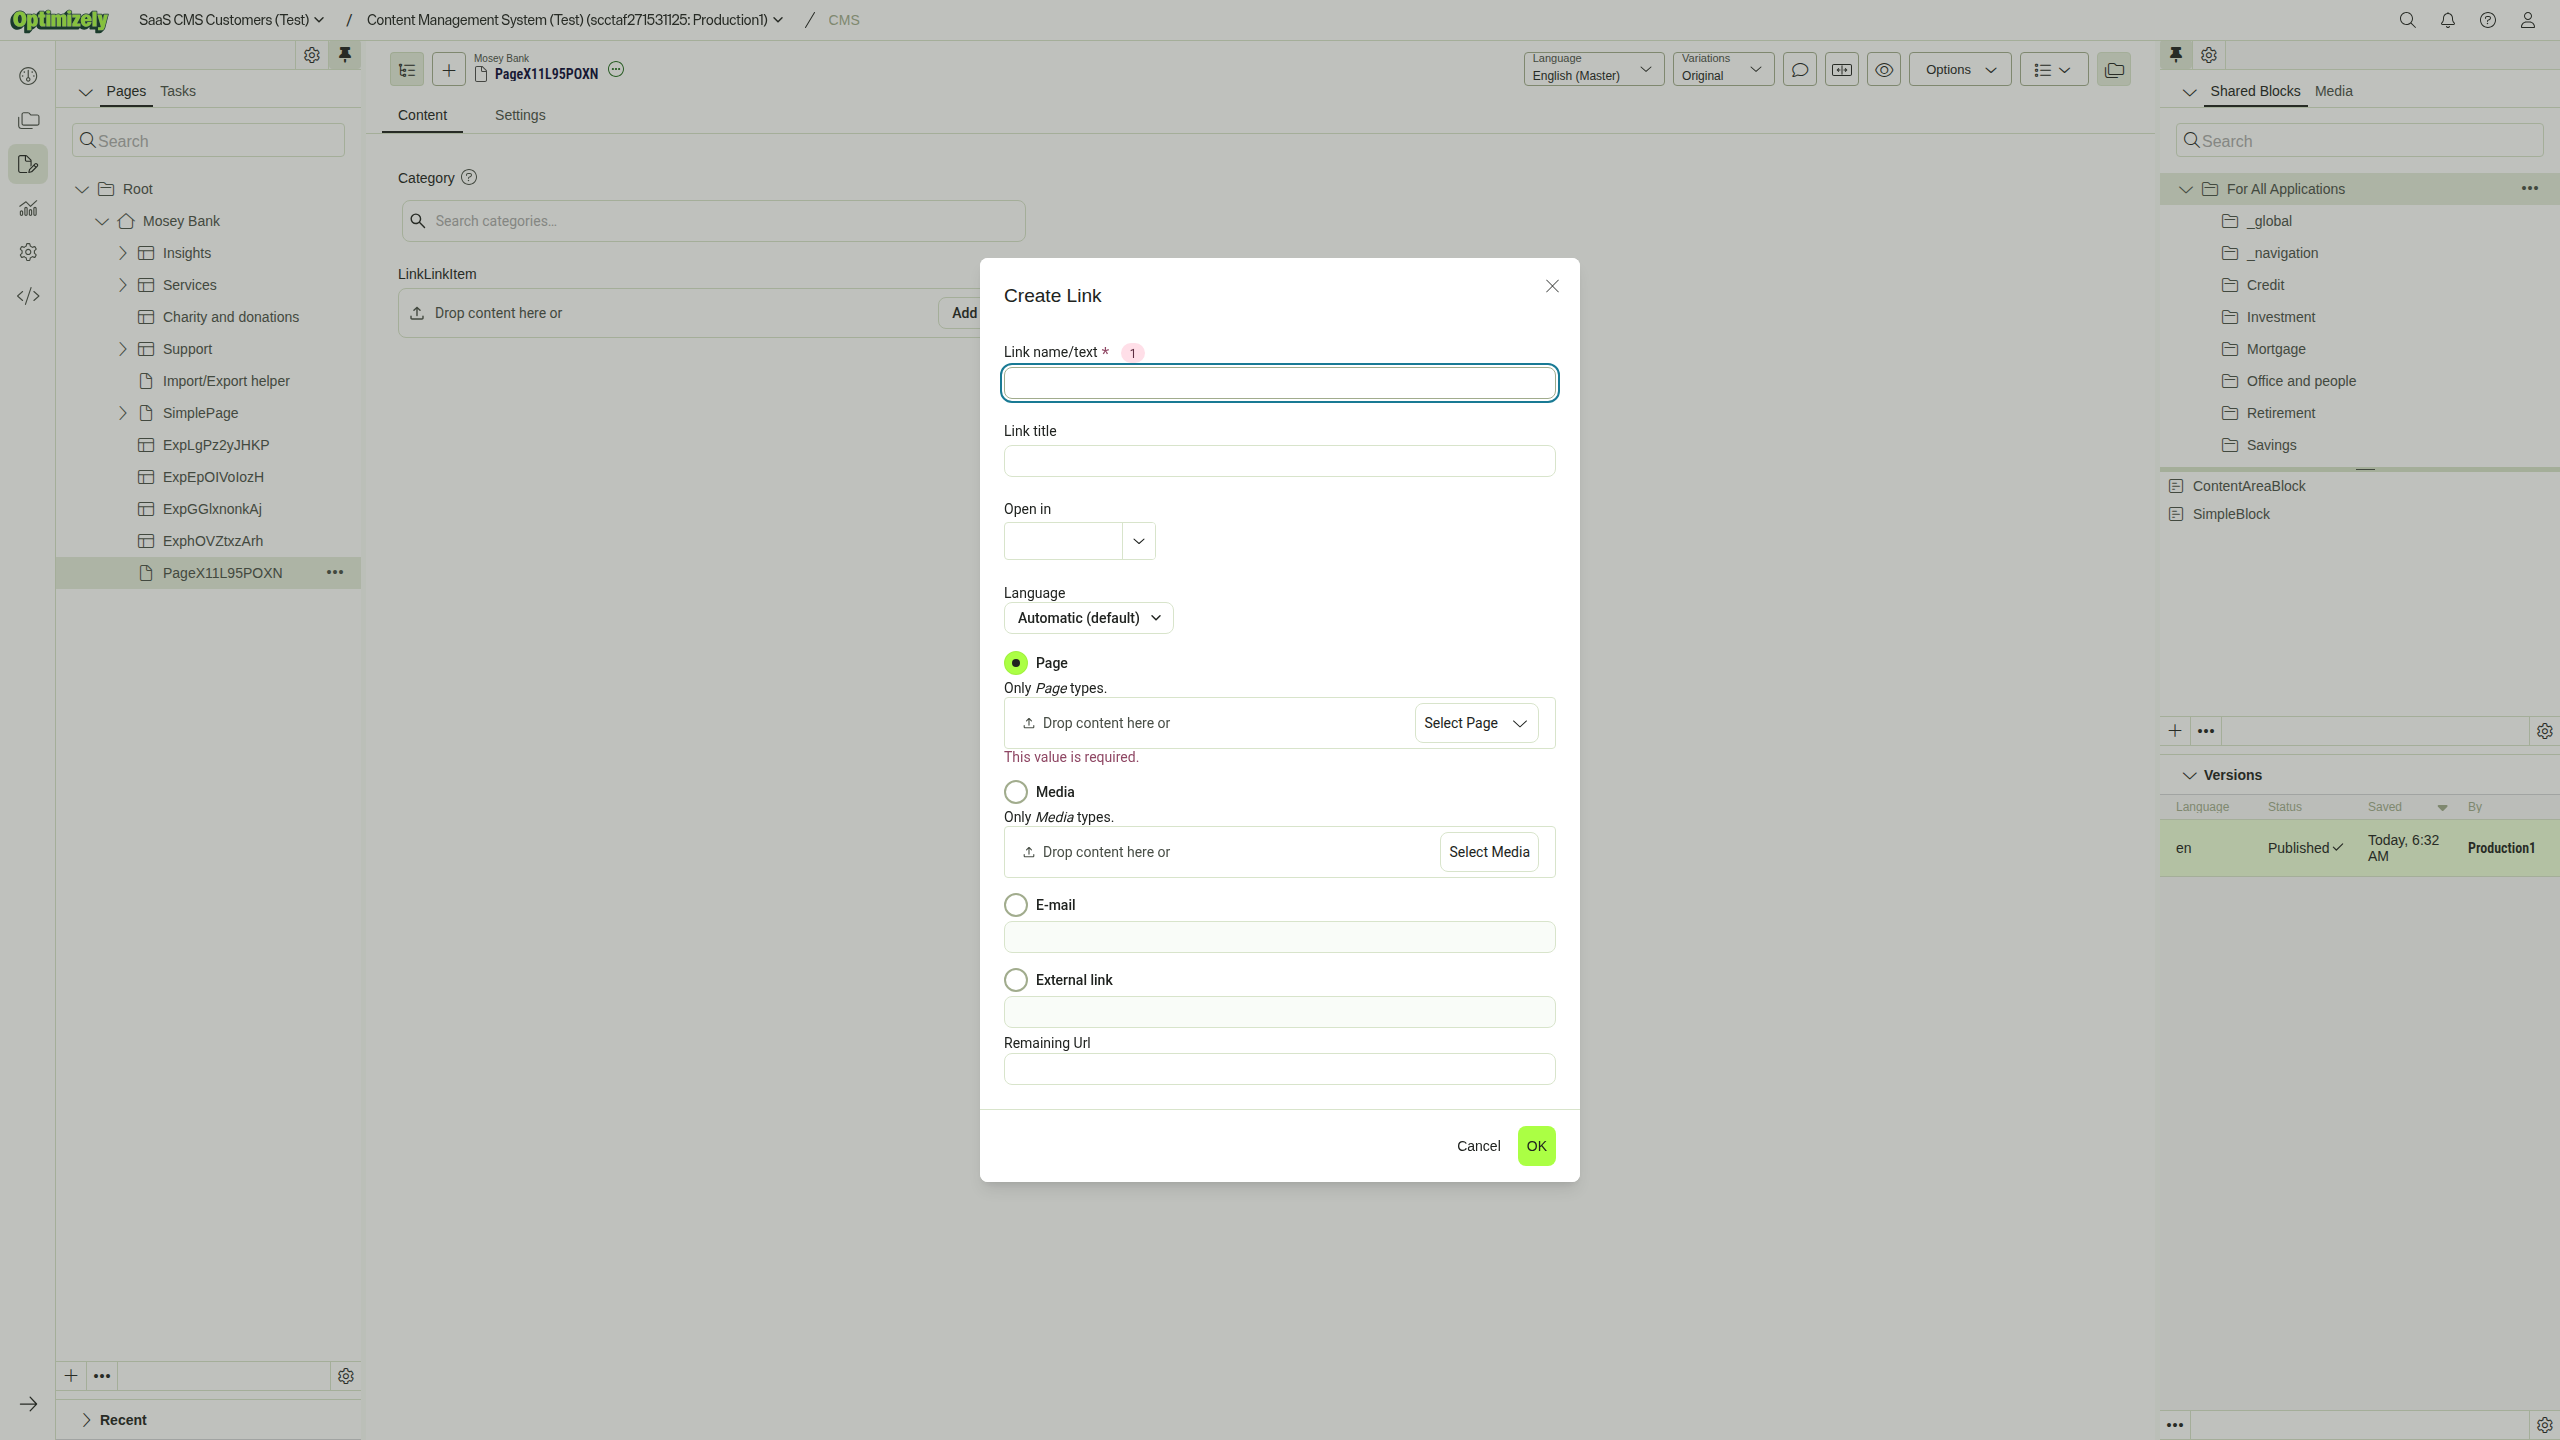 Optimizely
SaaS CMS Customers (Test) / Content Management System (Test) (scctaf271531125: Production1) / CMS
Pages Tasks
Search
Root
Mosey Bank
Insights
Services
Charity and donations
Support
Import/Export helper
SimplePage
ExpLgPz2yJHKP
ExpEpOIVoIozH
ExpGGlxnonkAj
ExphOVZtxzArh
PageX11L95POXN
Recent
Mosey Bank
PageX11L95POXN
Language
English (Master)
Variations
Original
Options
Content Settings
Category
Search categories...
LinkLinkItem
Drop content here or Add
Create Link
Link name/text * 1
Link title
Open in
Language
Automatic (default)
Page
Only Page types.
Drop content here or Select Page
This value is required.
Media
Only Media types.
Drop content here or Select Media
E-mail
External link
Remaining Url
Cancel OK
Shared Blocks Media
Search
For All Applications
_global
_navigation
Credit
Investment
Mortgage
Office and people
Retirement
Savings
ContentAreaBlock
SimpleBlock
Versions
Language Status Saved By
en Published Today, 6:32 AM Production1